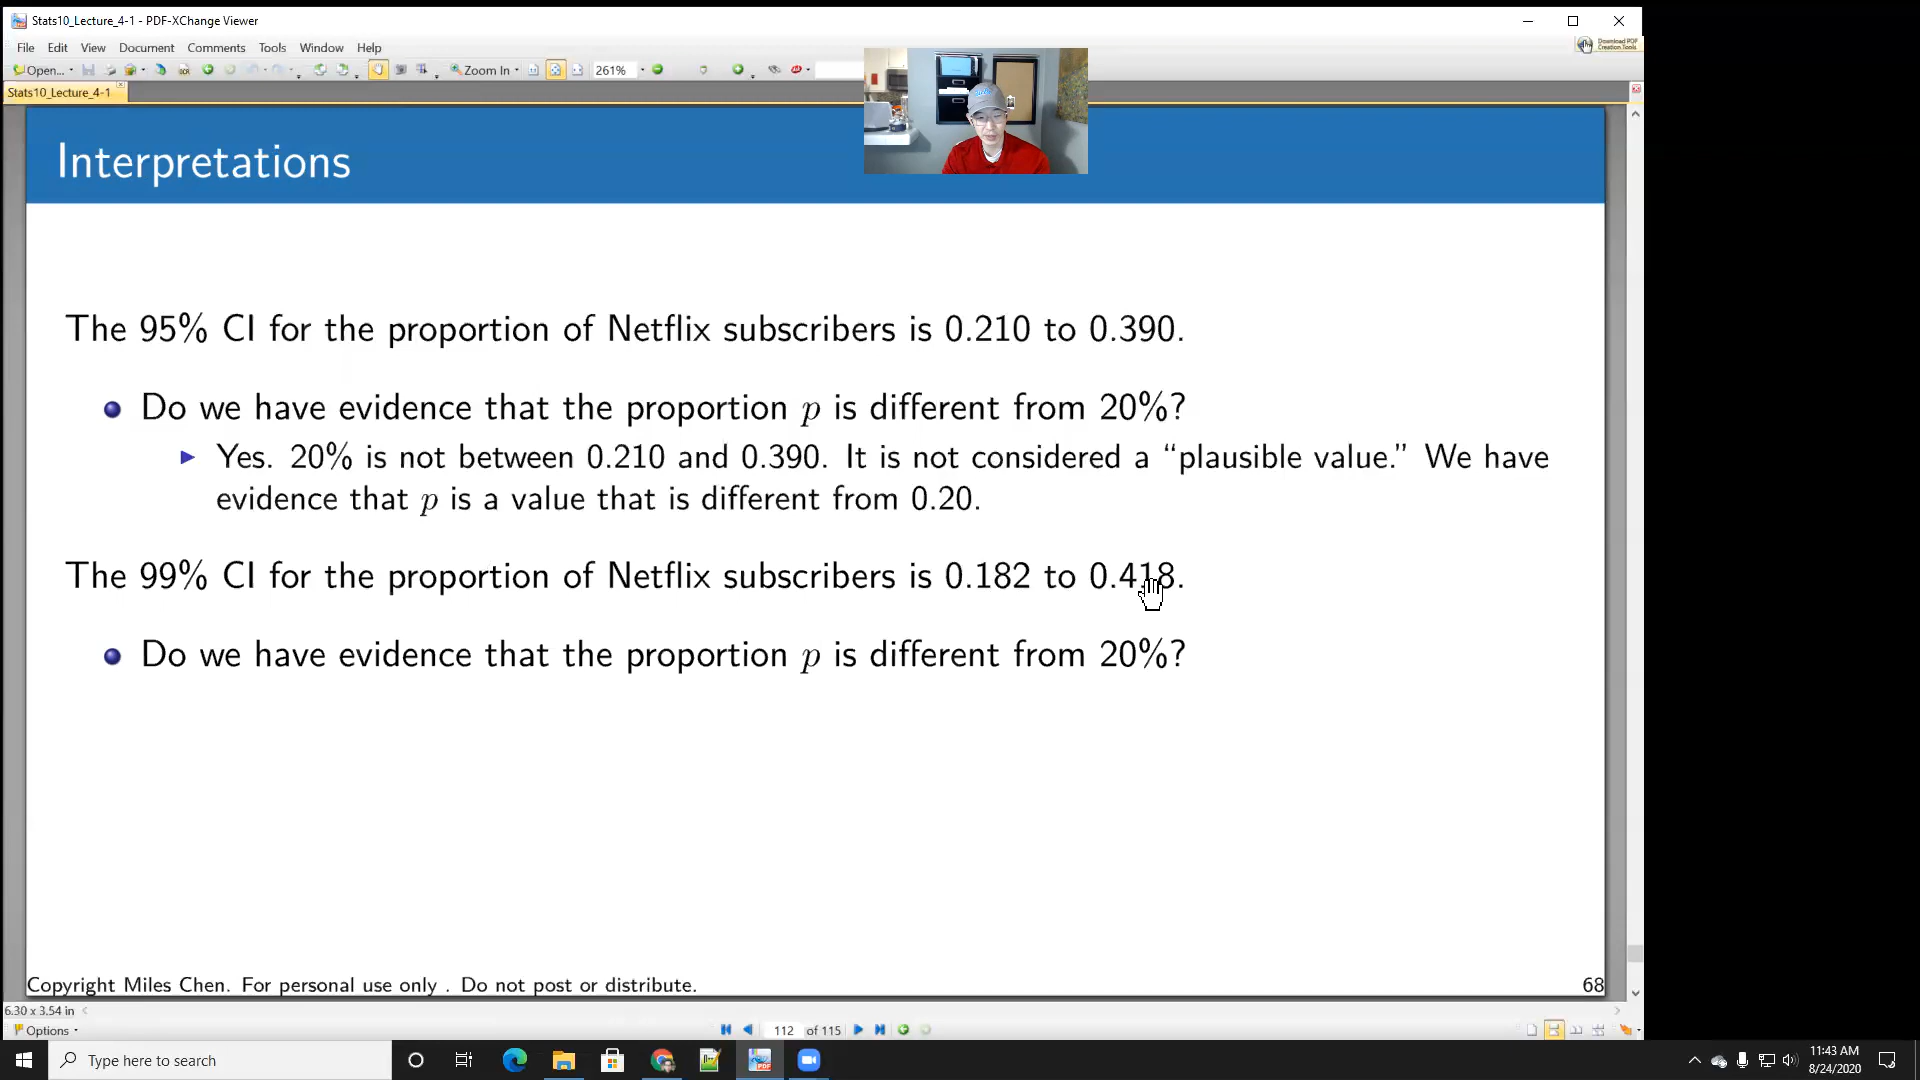 Stats10_Lecture_4-1 - PDF-XChange Viewer
File Edit View Document Comments Tools Window Help
Download PDF
Creation Tools
Open... Zoom In 261%
Stats10_Lecture_4-1
Interpretations
The 95% CI for the proportion of Netflix subscribers is 0.210 to 0.390.
Do we have evidence that the proportion p is different from 20%?
Yes. 20% is not between 0.210 and 0.390. It is not considered a “plausible value.” We have
evidence that p is a value that is different from 0.20.
The 99% CI for the proportion of Netflix subscribers is 0.182 to 0.418.
Do we have evidence that the proportion p is different from 20%?
Copyright Miles Chen. For personal use only . Do not post or distribute. 68
6.30 x 3.54 in
Options 112 of 115
Type here to search
11:43 AM
8/24/2020